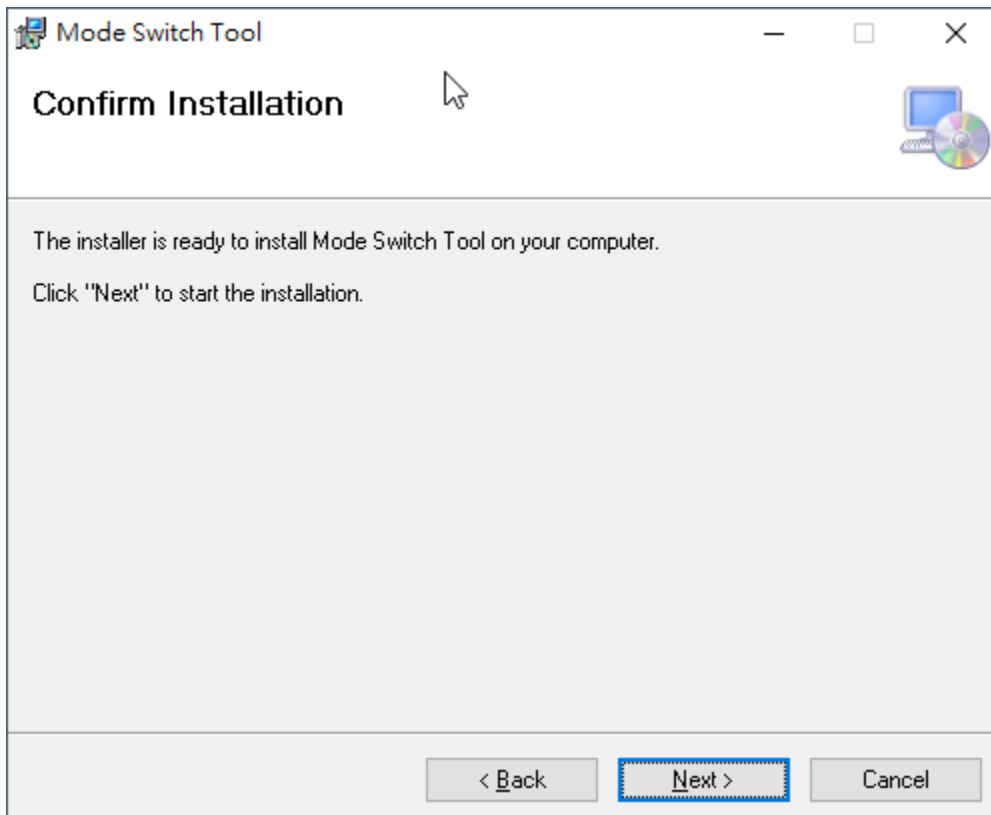 Mode Switch Tool
Confirm Installation
The installer is ready to install Mode Switch Tool on your computer.
Click "Next" to start the installation.
< Back
Next >
Cancel